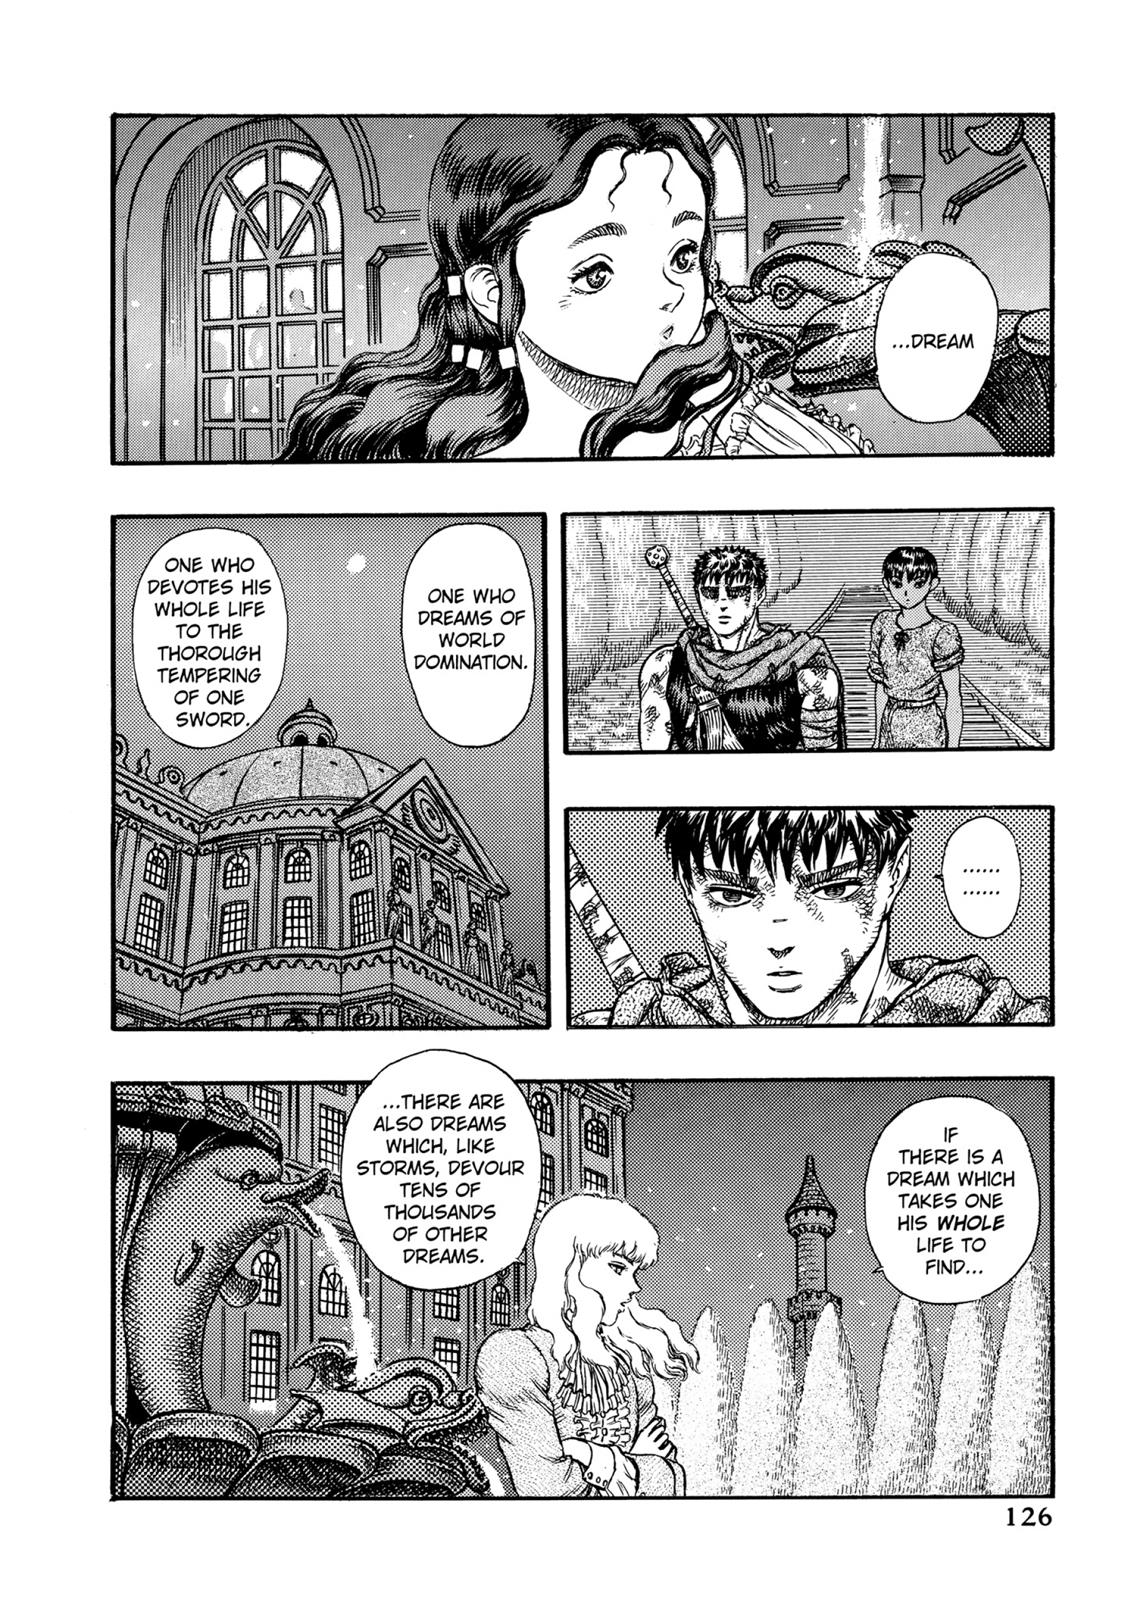 ...DREAM
......
......
ONE WHO
DREAMS OF
WORLD
DOMINATION.
ONE WHO
DEVOTES HIS
WHOLE LIFE
TO THE
THOROUGH
TEMPERING
OF ONE
SWORD.
IF
THERE IS A
DREAM WHICH
TAKES ONE
HIS WHOLE
LIFE TO
FIND...
...THERE ARE
ALSO DREAMS
WHICH, LIKE
STORMS, DEVOUR
TENS OF
THOUSANDS
OF OTHER
DREAMS.
126